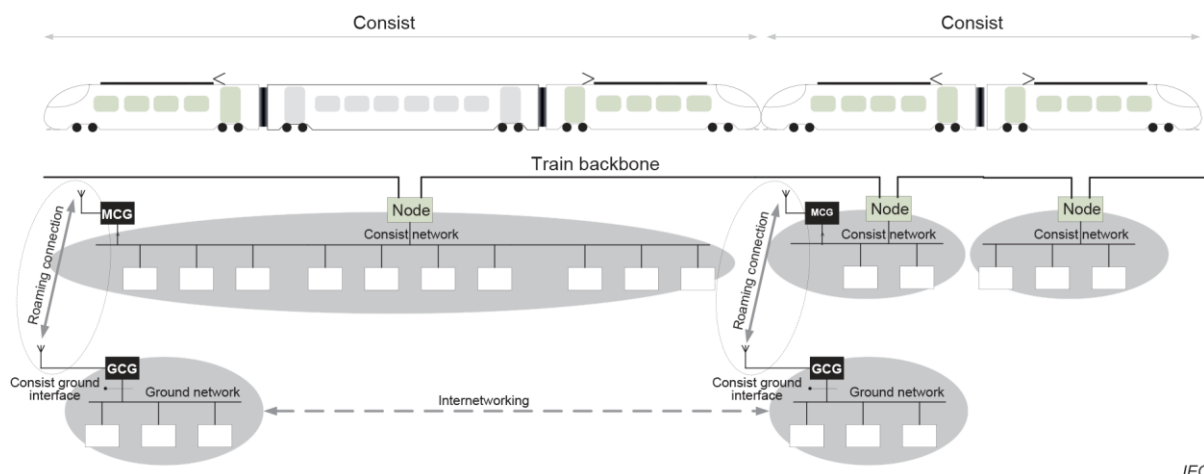 Consist
Consist
Train backbone
MCG
Node
MCG
Node
Node
Consist network
Consist network
Consist network
Roaming connection
Roaming connection
GCG
GCG
Consist ground
interface
Ground network
Internetworking
Consist ground
interface
Ground network